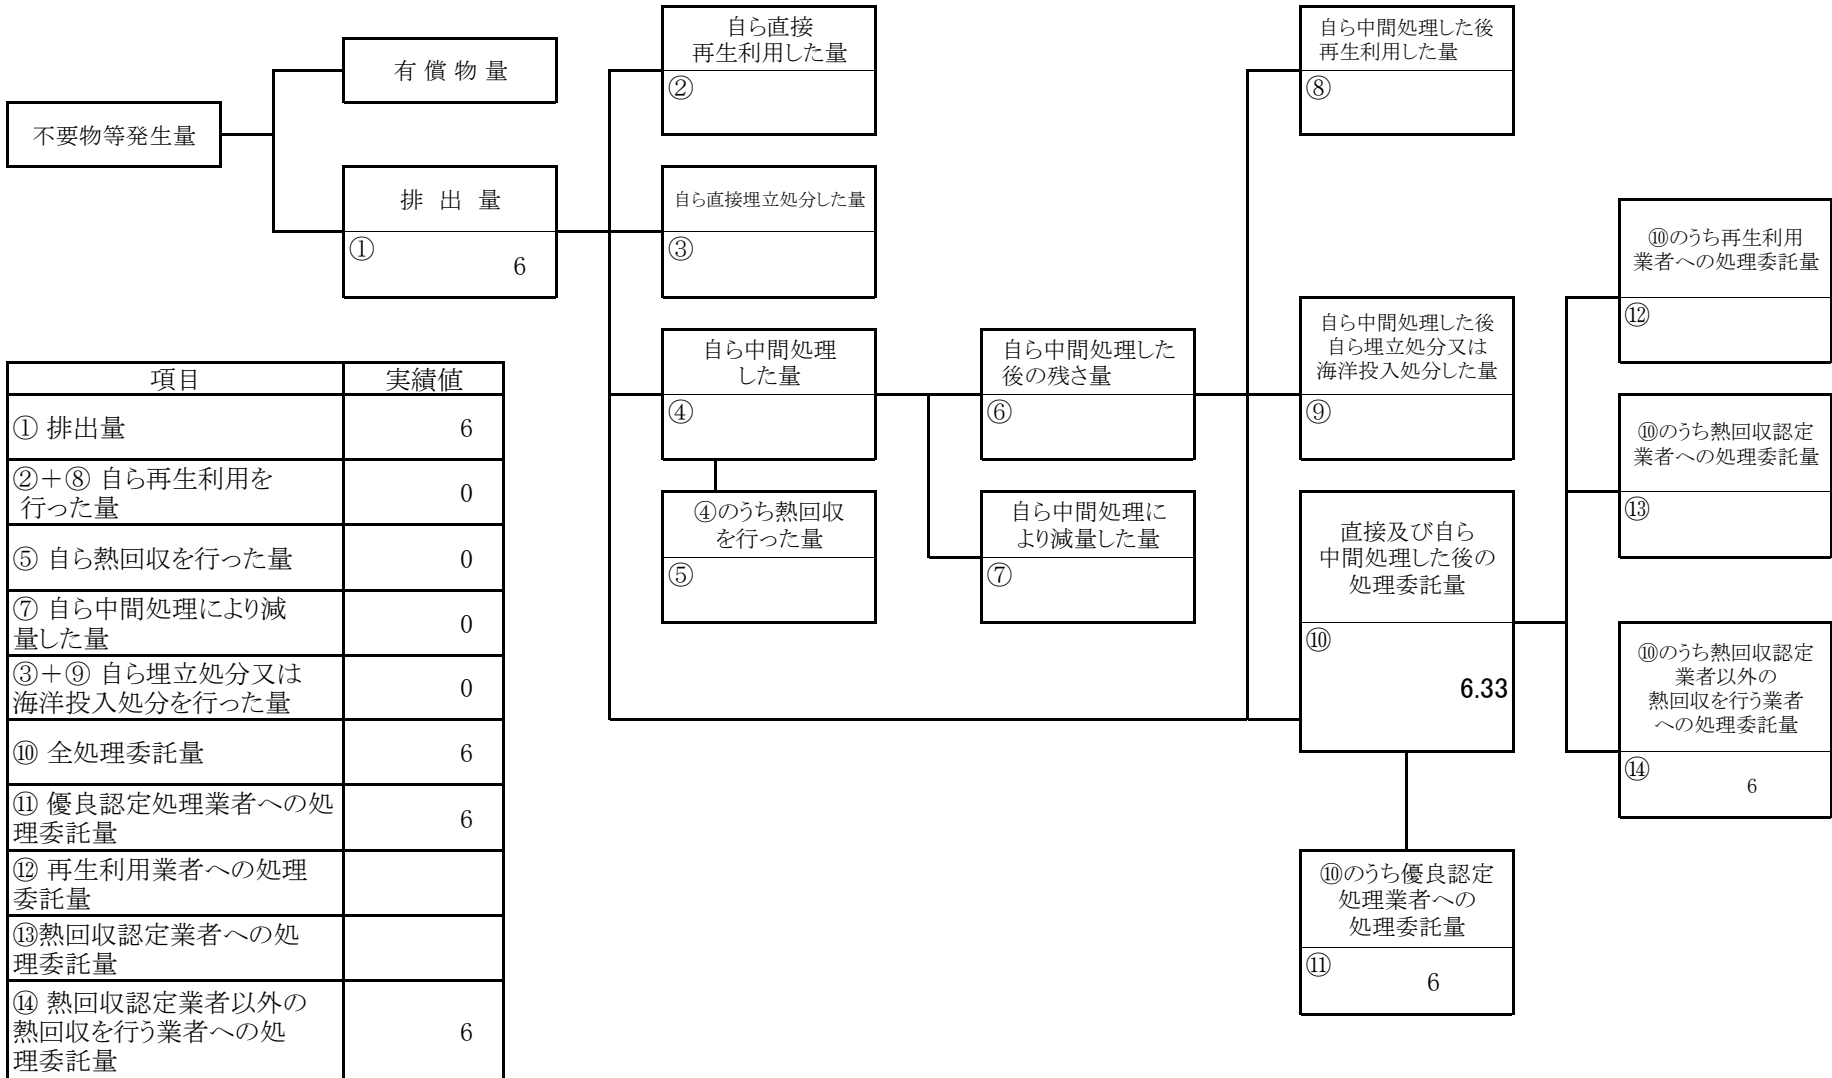 不要物等発生量
有 償 物 量
排 出 量
①
6
自ら直接
再生利用した量
②
自ら直接埋立処分した量
③
自ら中間処理
した量
④
④のうち熱回収
を行った量
⑤
自ら中間処理した
後の残さ量
⑥
自ら中間処理に
より減量した量
⑦
自ら中間処理した後
再生利用した量
⑧
自ら中間処理した後
自ら埋立処分又は
海洋投入処分した量
⑨
直接及び自ら
中間処理した後の
処理委託量
⑩
6.33
⑩のうち優良認定
処理業者への
処理委託量
⑪
6
⑩のうち再生利用
業者への処理委託量
⑫
⑩のうち熱回収認定
業者への処理委託量
⑬
⑩のうち熱回収認定
業者以外の
熱回収を行う業者
への処理委託量
⑭
6
項目 実績値
① 排出量 6
②＋⑧ 自ら再生利用を
行った量 0
⑤ 自ら熱回収を行った量 0
⑦ 自ら中間処理により減
量した量 0
③＋⑨ 自ら埋立処分又は
海洋投入処分を行った量 0
⑩ 全処理委託量 6
⑪ 優良認定処理業者への処
理委託量 6
⑫ 再生利用業者への処理
委託量
⑬熱回収認定業者への処
理委託量
⑭ 熱回収認定業者以外の
熱回収を行う業者への処
理委託量 6